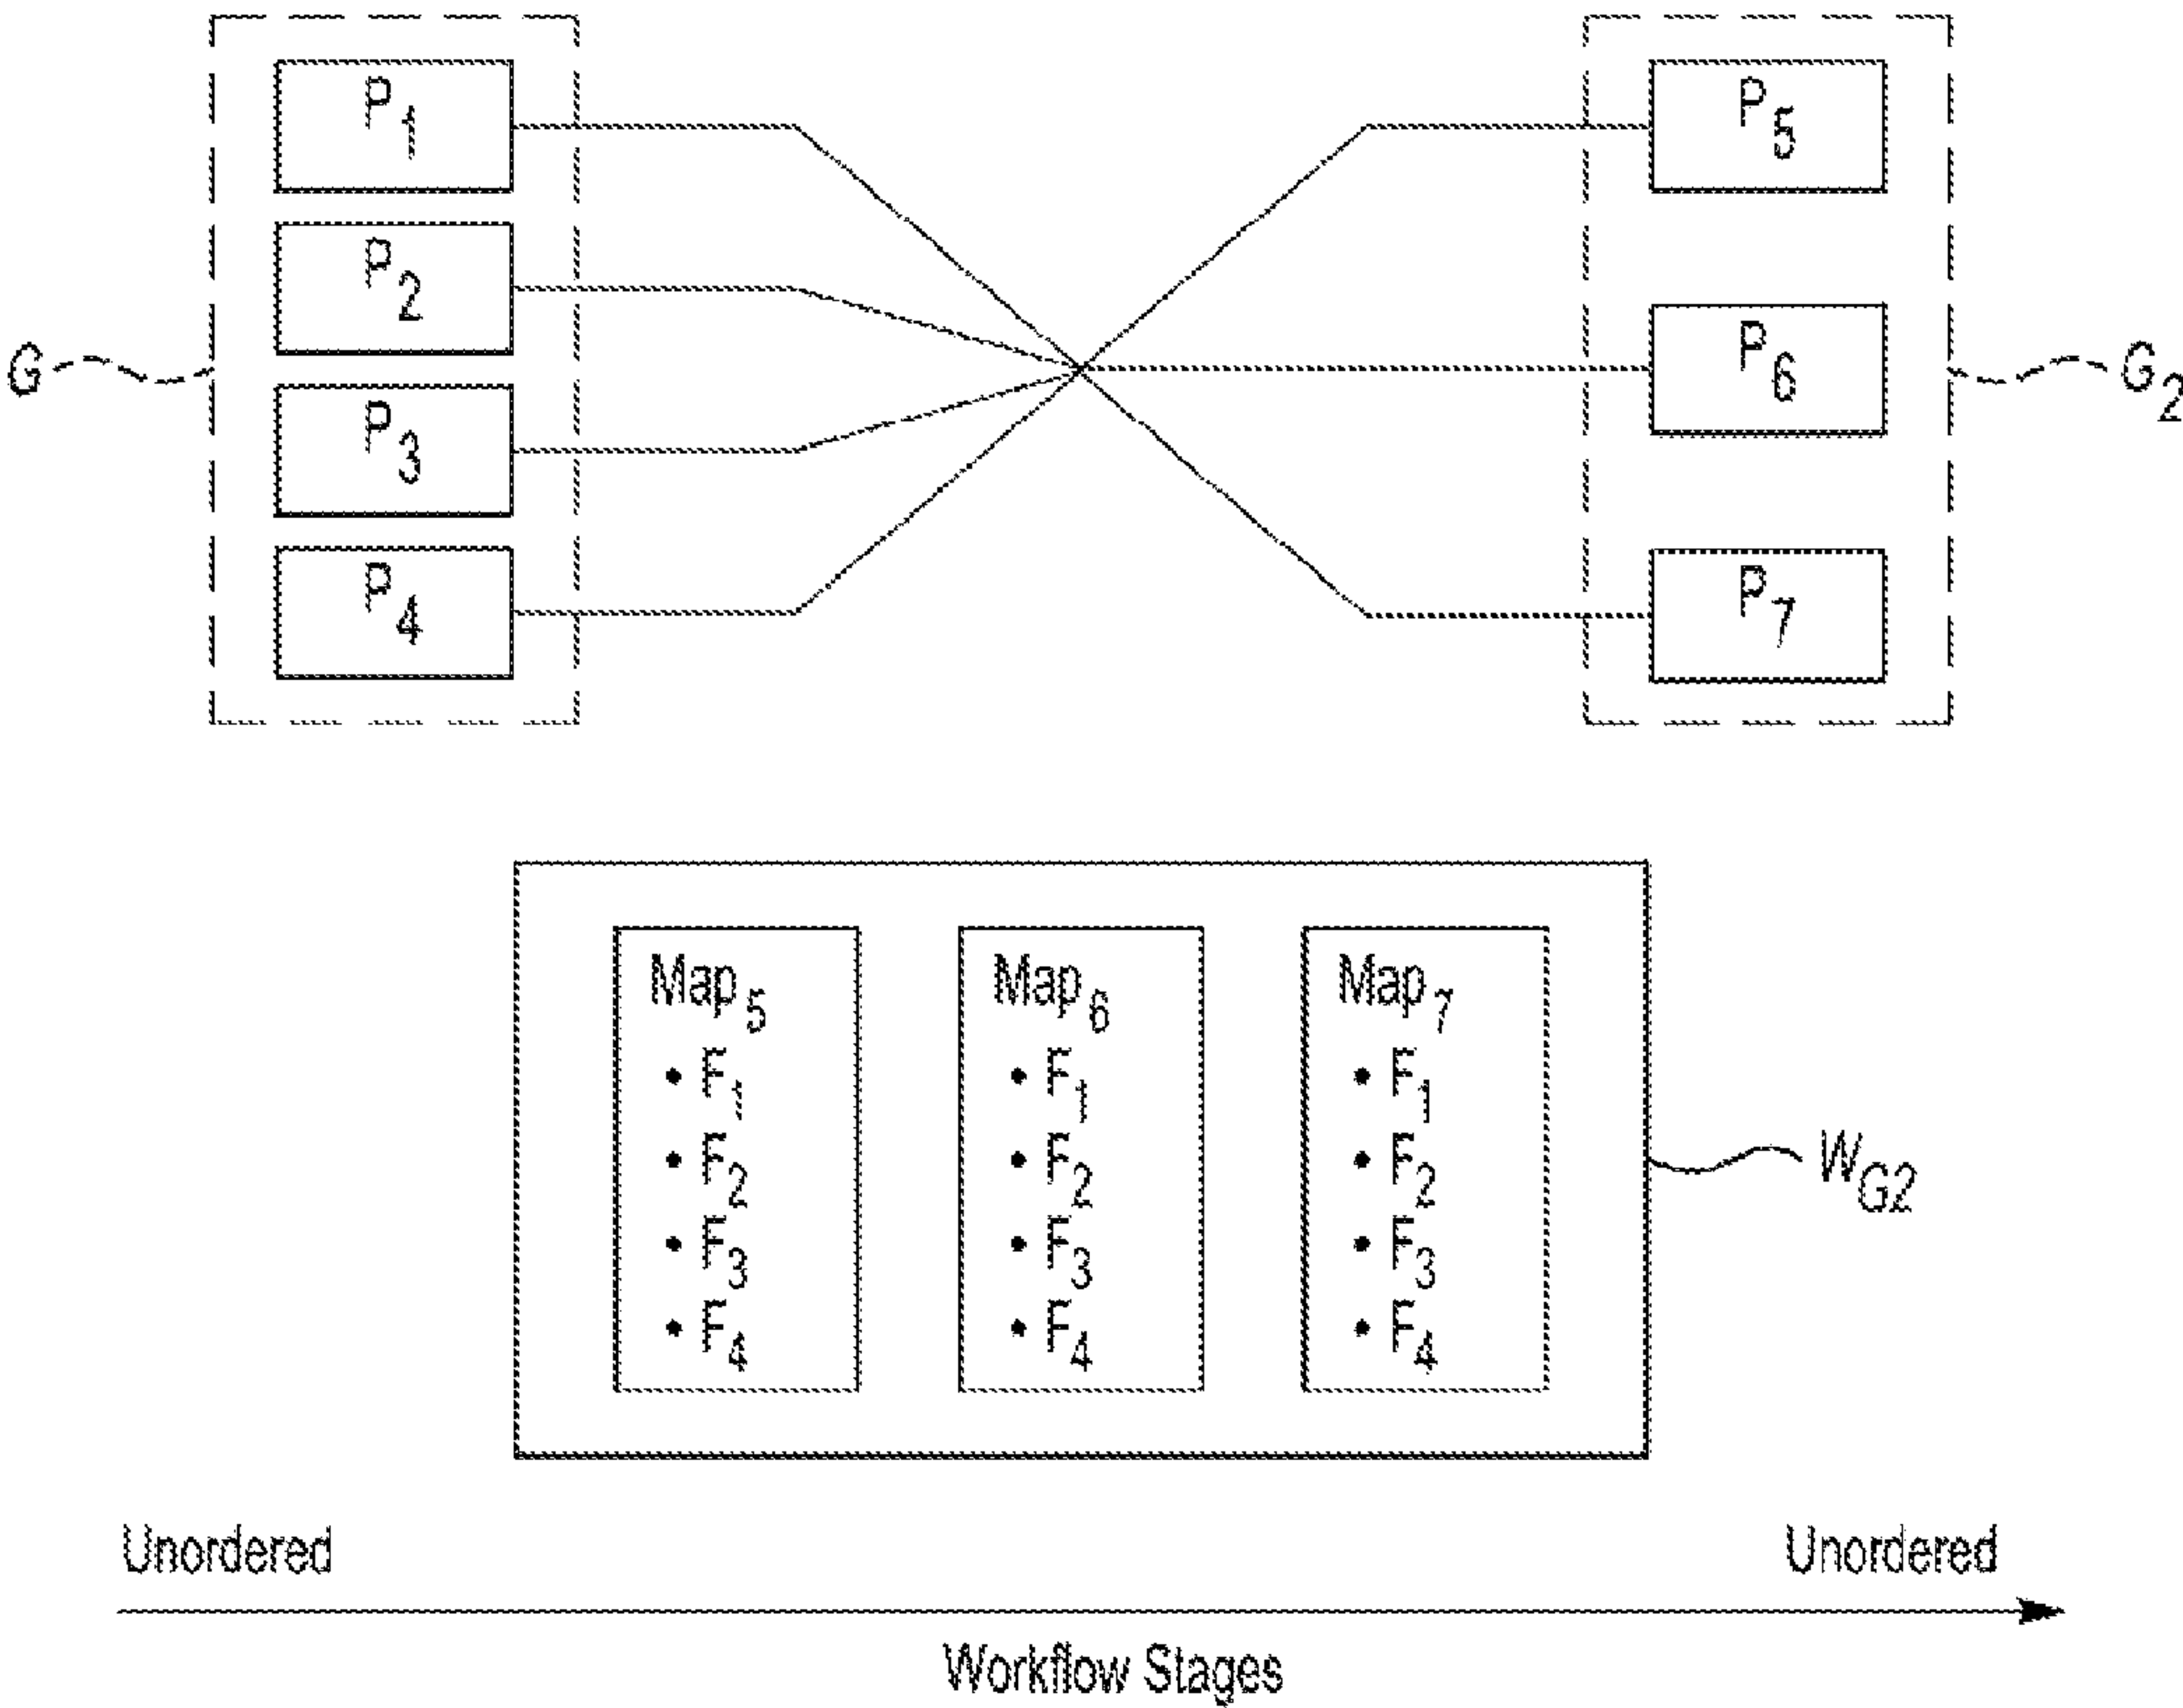 P1
P5
P2
G
P6
G2
P3
P4
P7
Map5
Map6
Map7
• F1
• F1
• F1
• F2
• F2
• F2
WG2
• F3
• F3
• F3
• F4
• F4
• F4
Unordered
Unordered
Workflow Stages